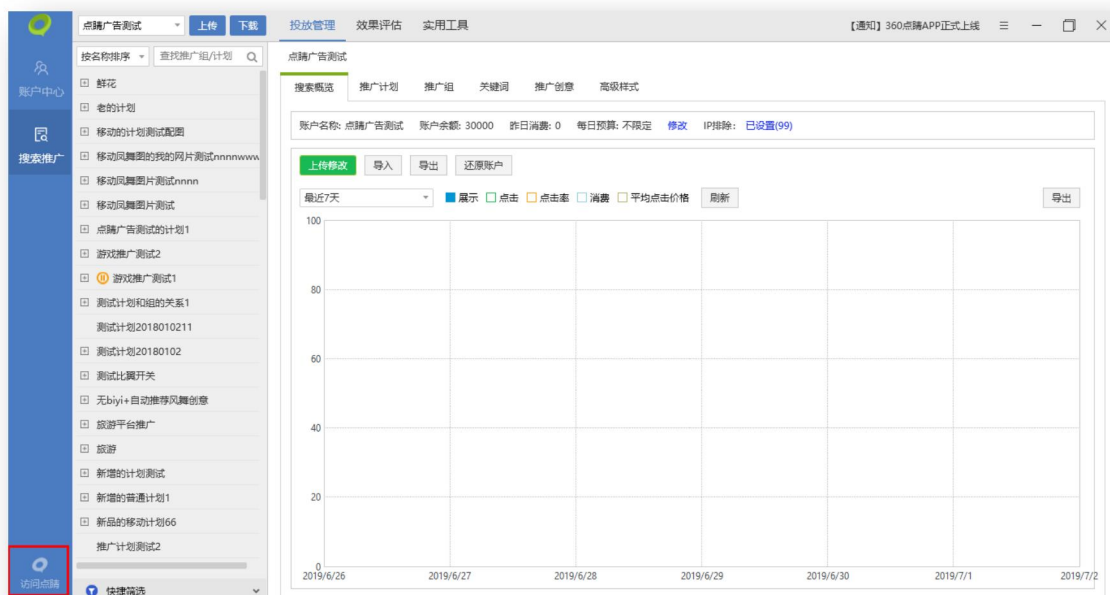 点睛广告测试 上传 下载 投放管理 效果评估 实用工具 【通知】360点睛APP正式上线
账户中心
搜索推广
访问点睛
按名称排序 查找推广组/计划
鲜花
老的计划
移动的计划测试配图
移动凤舞图的我的网片测试nnnnwww
移动凤舞图片测试nnnn
移动凤舞图片测试
点睛广告测试的计划1
游戏推广测试2
游戏推广测试1
测试计划和组的关系1
测试计划2018010211
测试计划20180102
测试比翼开关
无biyi+自动推荐凤舞创意
旅游平台推广
旅游
新增的计划测试
新增的普通计划1
新品的移动计划66
推广计划测试2
快捷筛选
点睛广告测试
搜索概览 推广计划 推广组 关键词 推广创意 高级样式
账户名称: 点睛广告测试 账户余额: 30000 昨日消费: 0 每日预算: 不限定 修改 IP排除: 已设置(99)
上传修改 导入 导出 还原账户
最近7天 展示 点击 点击率 消费 平均点击价格 刷新 导出
100
80
60
40
20
0
2019/6/26 2019/6/27 2019/6/28 2019/6/29 2019/6/30 2019/7/1 2019/7/2